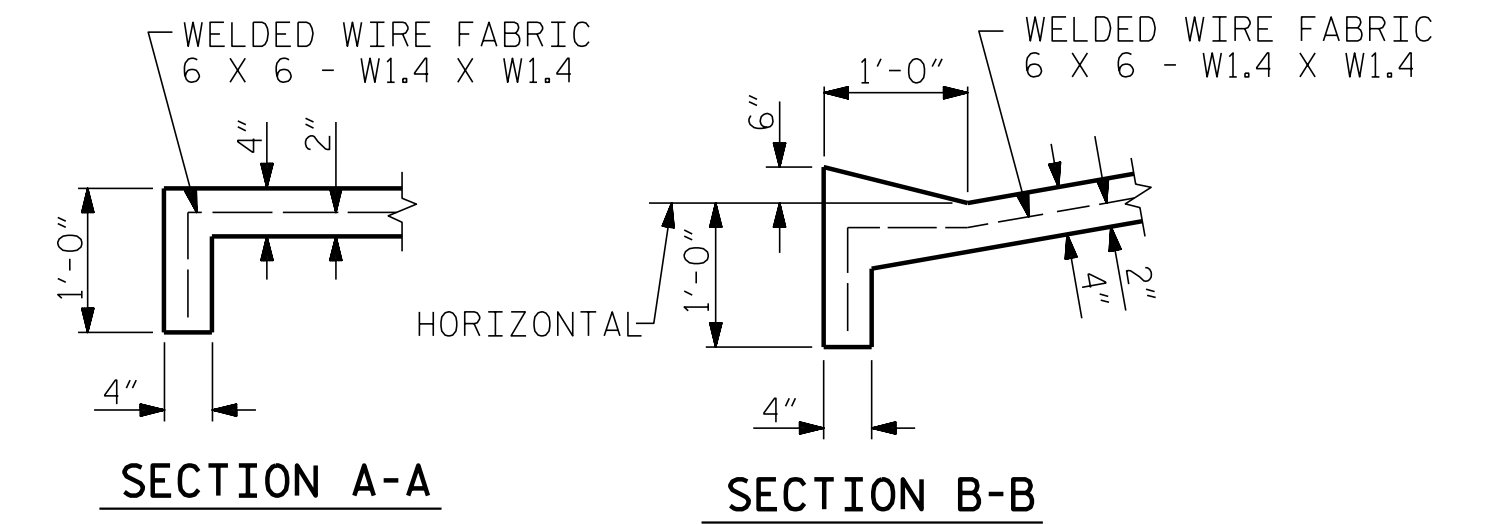 WELDED WIRE FABRIC
6 X 6 - W1.4 X W1.4
4"
2"
1'-0"
4"
SECTION A-A
WELDED WIRE FABRIC
6 X 6 - W1.4 X W1.4
1'-0"
6"
1'-0"
HORIZONTAL
4"
2"
4"
SECTION B-B